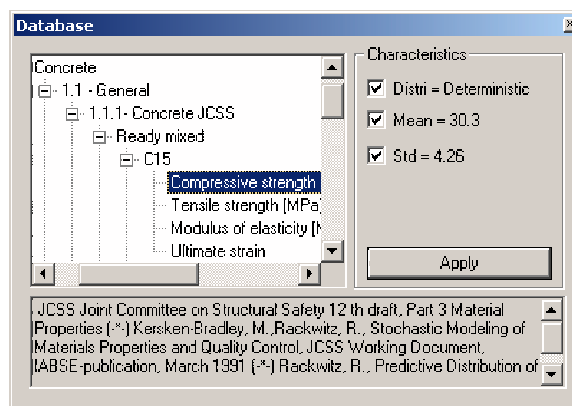 Database
Concrete
1.1 - General
1.1.1- Concrete JCSS
Ready mixed
C15
Compressive strength
Tensile strength [MPa]
Modulus of elasticity [
Ultimate strain
Characteristics
Distri = Deterministic
Mean = 30.3
Std = 4.26
Apply
JCSS Joint Committee on Structural Safety 12 th draft, Part 3 Material
Properties (-*-) Kersken-Bradley, M.,Rackwitz, R., Stochastic Modeling of
Materials Properties and Quality Control, JCSS Working Document,
IABSE-publication, March 1991 (-*-) Rackwitz, R., Predictive Distribution of